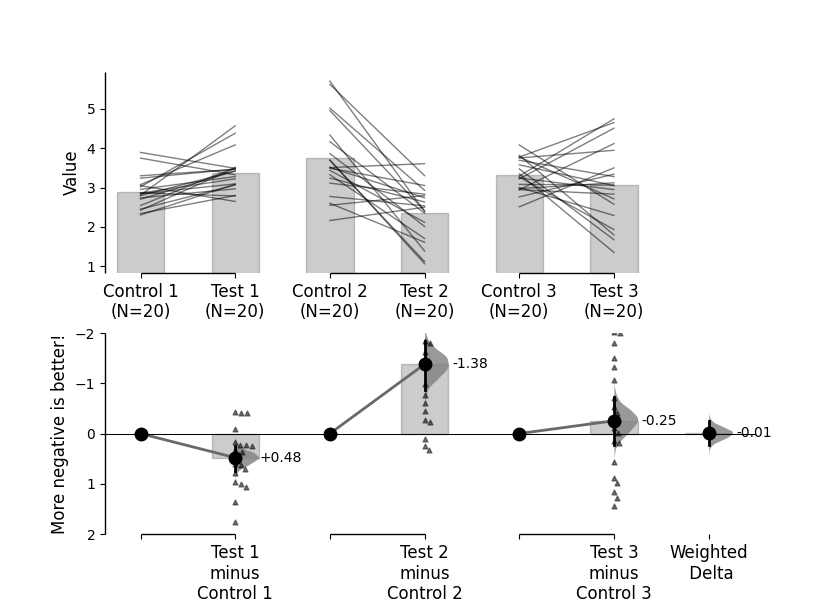 Value
5
4
3
2
1
Control 1 Test 1 Control 2 Test 2 Control 3 Test 3
(N=20) (N=20) (N=20) (N=20) (N=20) (N=20)
More negative is better!
−2
−1
0
1
2
+0.48
-1.38
-0.25
-0.01
Test 1
minus
Control 1
Test 2
minus
Control 2
Test 3
minus
Control 3
Weighted
Delta